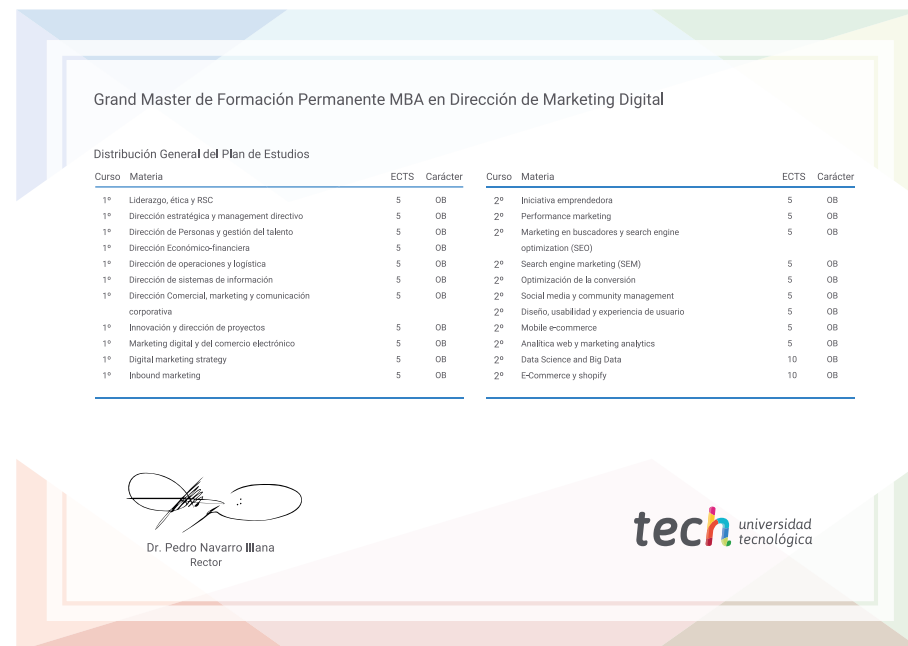 Grand Master de Formación Permanente MBA en Dirección de Marketing Digital
Distribución General del Plan de Estudios
Curso Materia ECTS Carácter
1º Liderazgo, ética y RSC 5 OB
1º Dirección estratégica y management directivo 5 OB
1º Dirección de Personas y gestión del talento 5 OB
1º Dirección Económico-financiera 5 OB
1º Dirección de operaciones y logística 5 OB
1º Dirección de sistemas de información 5 OB
1º Dirección Comercial, marketing y comunicación 5 OB
corporativa
1º Innovación y dirección de proyectos 5 OB
1º Marketing digital y del comercio electrónico 5 OB
1º Digital marketing strategy 5 OB
1º Inbound marketing 5 OB
Curso Materia ECTS Carácter
2º Iniciativa emprendedora 5 OB
2º Performance marketing 5 OB
2º Marketing en buscadores y search engine 5 OB
optimization (SEO)
2º Search engine marketing (SEM) 5 OB
2º Optimización de la conversión 5 OB
2º Social media y community management 5 OB
2º Diseño, usabilidad y experiencia de usuario 5 OB
2º Mobile e-commerce 5 OB
2º Analítica web y marketing analytics 5 OB
2º Data Science and Big Data 10 OB
2º E-Commerce y shopify 10 OB
Dr. Pedro Navarro Illana
Rector
tech universidad
tecnológica